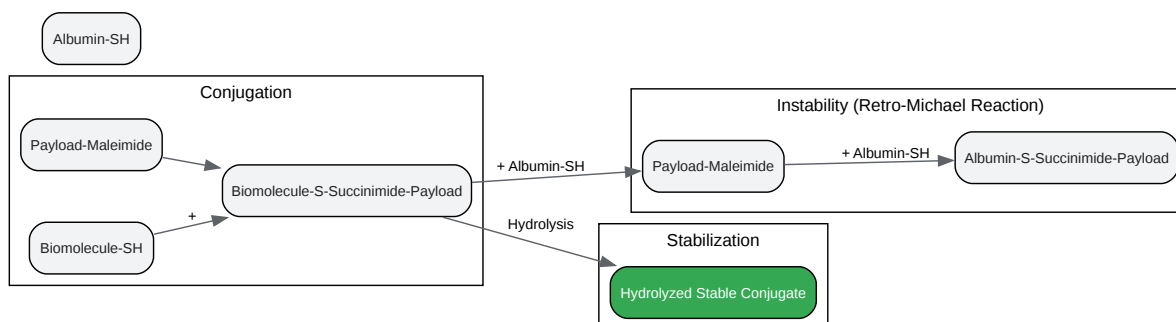 Albumin-SH
Conjugation
Payload-Maleimide
Biomolecule-S-Succinimide-Payload
+
Biomolecule-SH
+ Albumin-SH
Hydrolysis
Instability (Retro-Michael Reaction)
Payload-Maleimide
+ Albumin-SH
Albumin-S-Succinimide-Payload
Stabilization
Hydrolyzed Stable Conjugate